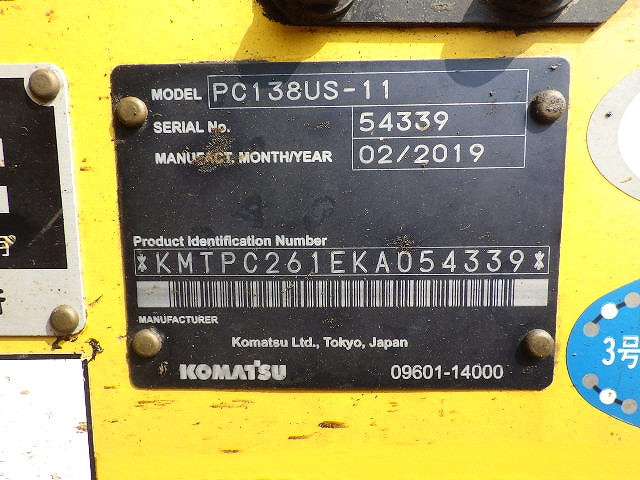 MODEL PC138US-11
SERIAL No. 54339
MANUFACT. MONTH/YEAR 02/2019
Product Identification Number
*KMTPC261EKA054339*
MANUFACTURER
Komatsu Ltd., Tokyo, Japan
KOMATSU 09601-14000
3号